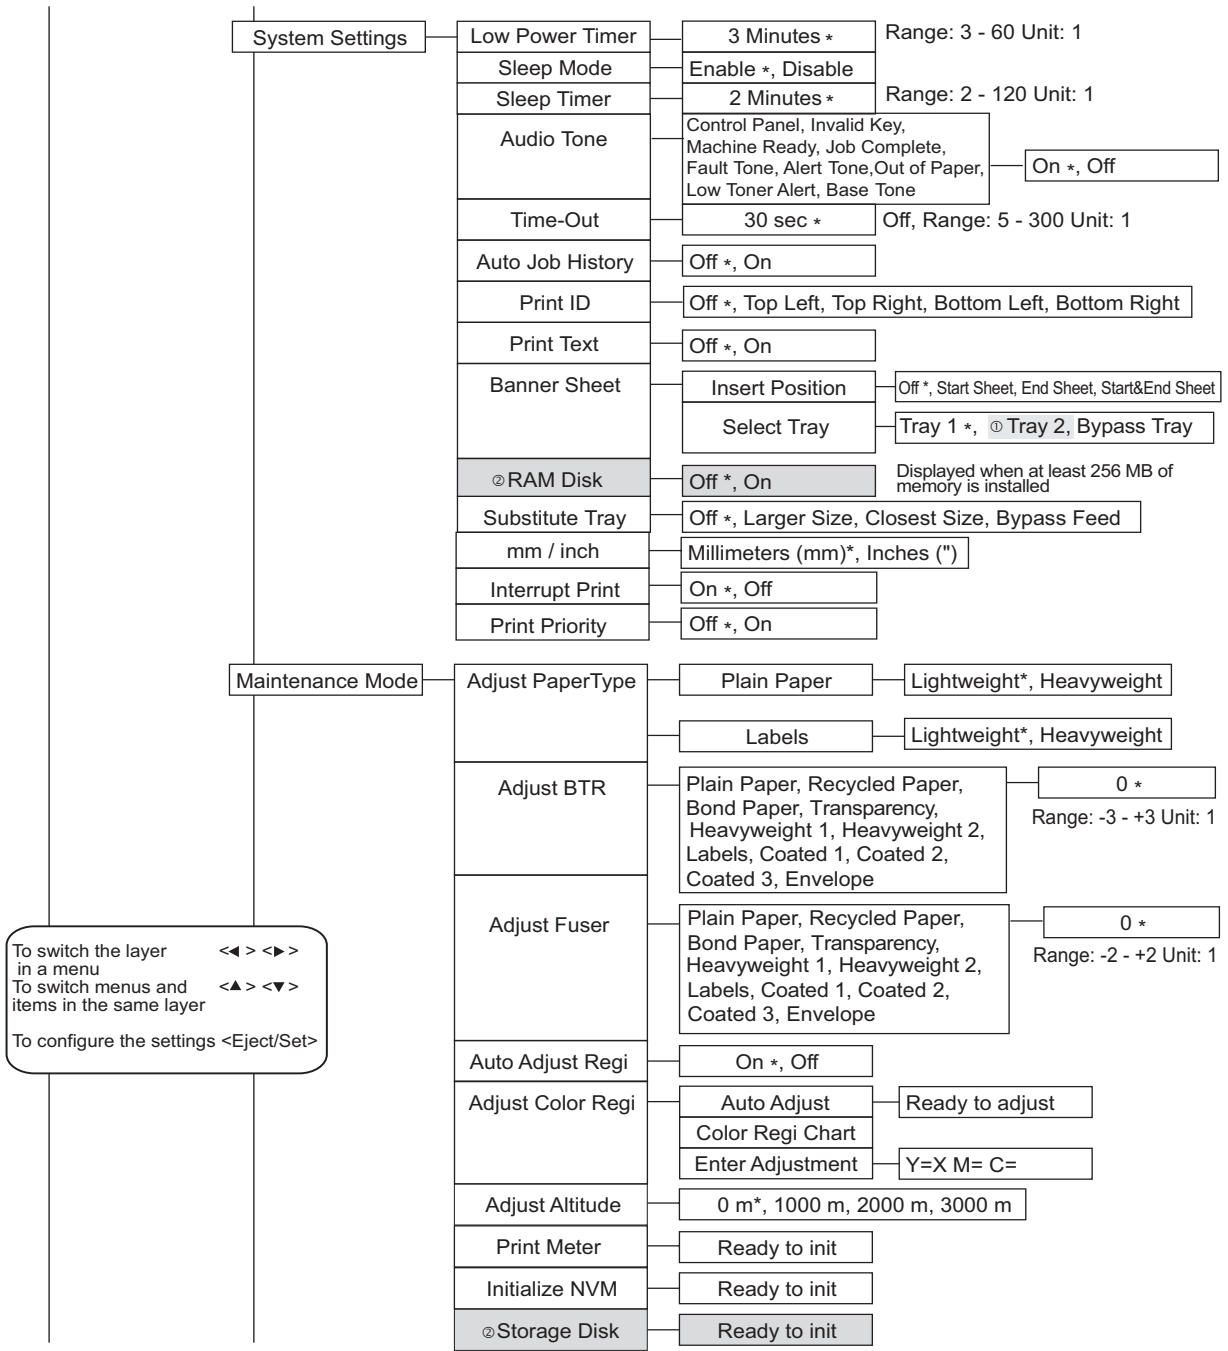 System Settings
Low Power Timer
3 Minutes *
Range: 3 - 60 Unit: 1
Sleep Mode
Enable *, Disable
Sleep Timer
2 Minutes *
Range: 2 - 120 Unit: 1
Audio Tone
Control Panel, Invalid Key,
Machine Ready, Job Complete,
Fault Tone, Alert Tone,Out of Paper,
Low Toner Alert, Base Tone
On *, Off
Time-Out
30 sec *
Off, Range: 5 - 300 Unit: 1
Auto Job History
Off *, On
Print ID
Off *, Top Left, Top Right, Bottom Left, Bottom Right
Print Text
Off *, On
Banner Sheet
Insert Position
Off *, Start Sheet, End Sheet, Start&End Sheet
Select Tray
Tray 1 *, ① Tray 2, Bypass Tray
②RAM Disk
Off *, On
Displayed when at least 256 MB of
memory is installed
Substitute Tray
Off *, Larger Size, Closest Size, Bypass Feed
mm / inch
Millimeters (mm)*, Inches (")
Interrupt Print
On *, Off
Print Priority
Off *, On
Maintenance Mode
Adjust PaperType
Plain Paper
Lightweight*, Heavyweight
Labels
Lightweight*, Heavyweight
Adjust BTR
Plain Paper, Recycled Paper,
Bond Paper, Transparency,
Heavyweight 1, Heavyweight 2,
Labels, Coated 1, Coated 2,
Coated 3, Envelope
0 *
Range: -3 - +3 Unit: 1
Adjust Fuser
Plain Paper, Recycled Paper,
Bond Paper, Transparency,
Heavyweight 1, Heavyweight 2,
Labels, Coated 1, Coated 2,
Coated 3, Envelope
0 *
Range: -2 - +2 Unit: 1
To switch the layer <◀ > <▶ >
in a menu
To switch menus and <▲ > <▼ >
items in the same layer
To configure the settings <Eject/Set>
Auto Adjust Regi
On *, Off
Adjust Color Regi
Auto Adjust
Ready to adjust
Color Regi Chart
Enter Adjustment
Y=X M= C=
Adjust Altitude
0 m*, 1000 m, 2000 m, 3000 m
Print Meter
Ready to init
Initialize NVM
Ready to init
②Storage Disk
Ready to init